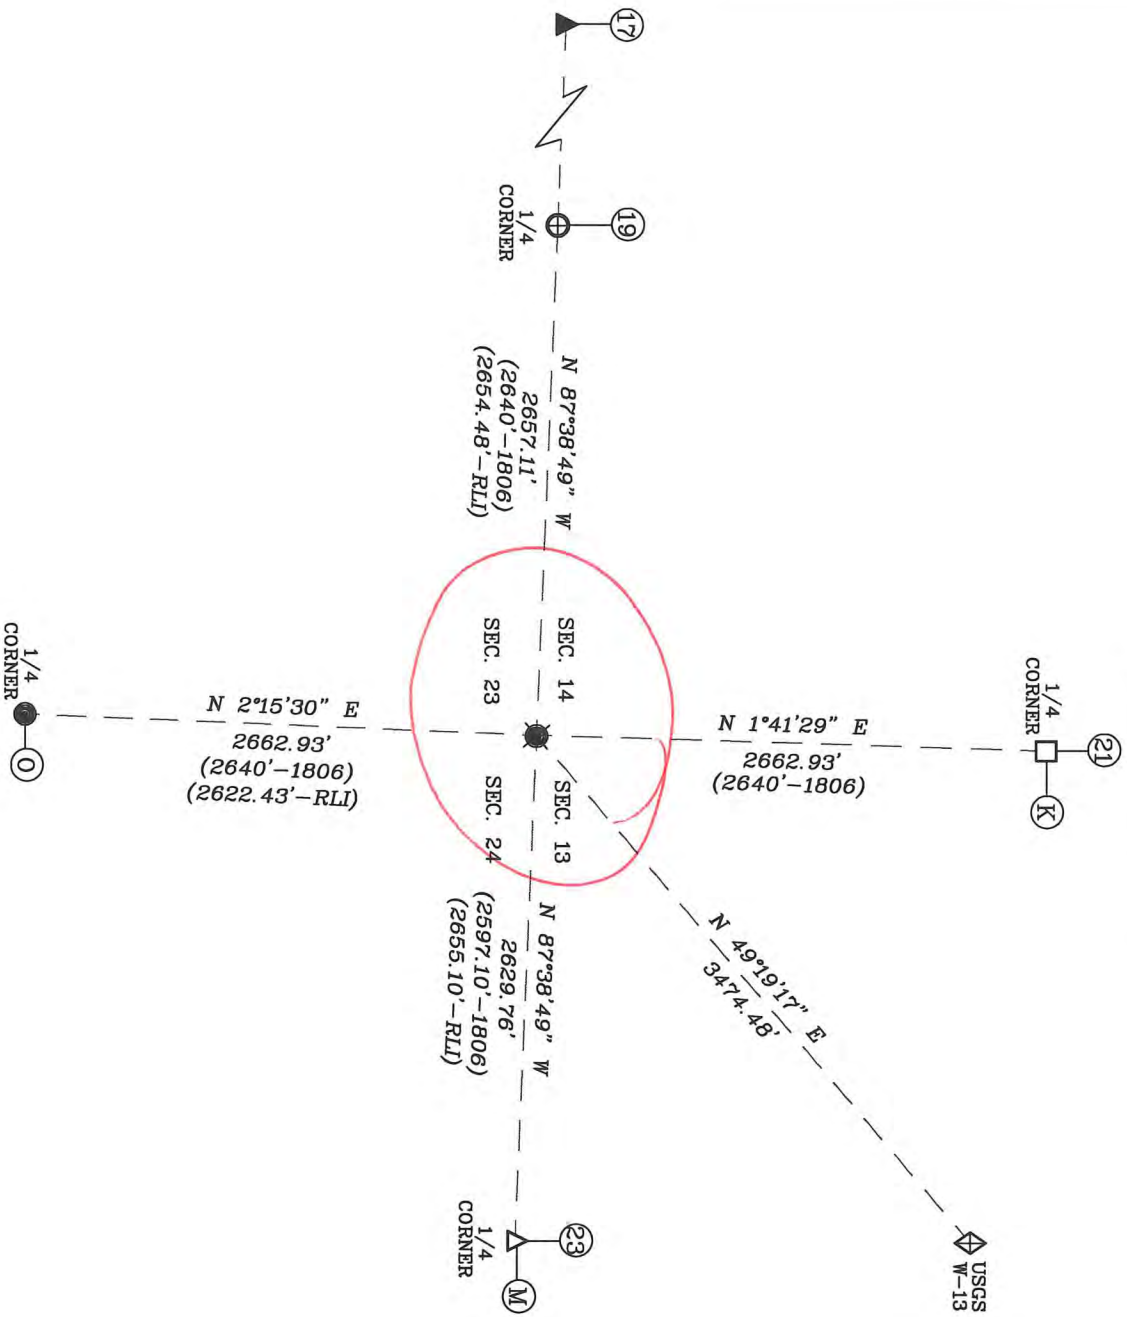 17
19
1/4
CORNER
N 87°38'49" W
2657.11'
(2640'-1806)
(2654.48'-RLI)
SEC. 14
SEC. 23
SEC. 13
SEC. 24
N 87°38'49" W
2629.76'
(2597.10'-1806)
(2655.10'-RLI)
23
1/4
CORNER
M
1/4
CORNER
21
K
N 1°41'29" E
2662.93'
(2640'-1806)
N 49°19'17" E
3474.48'
USGS
W-13
N 2°15'30" E
2662.93'
(2640'-1806)
(2622.43'-RLI)
1/4
CORNER
O